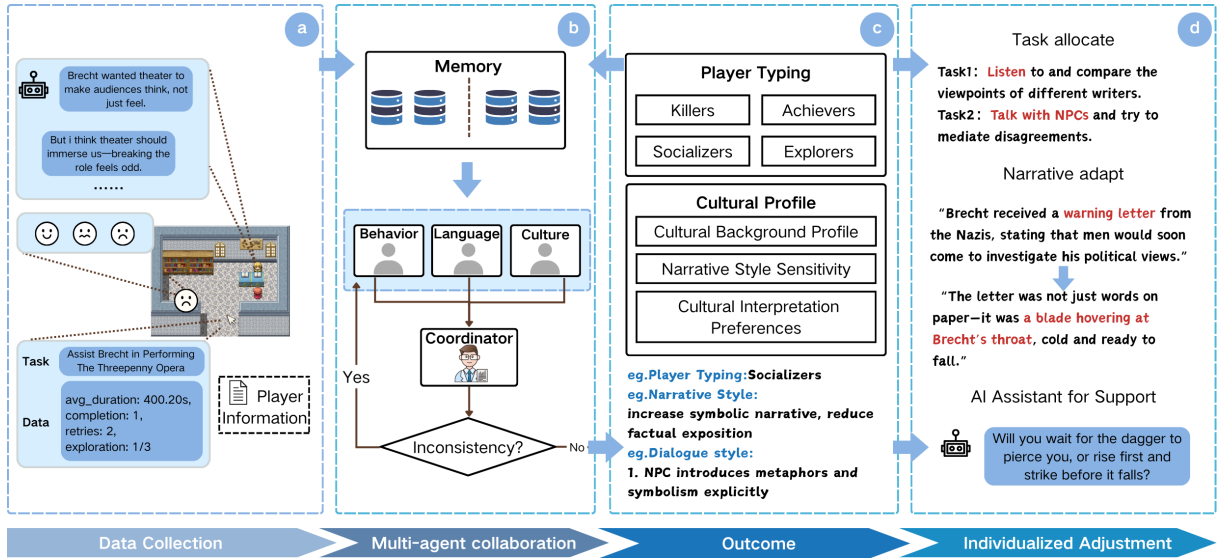 a
Brecht wanted theater to
make audiences think, not
just feel.
But i think theater should
immerse us—breaking the
role feels odd.
......
Task
Assist Brecht in Performing
The Threepenny Opera
Data
avg_duration: 400.20s,
completion: 1,
retries: 2,
exploration: 1/3
Player
Information
b
Memory
Behavior
Language
Culture
Coordinator
Yes
Inconsistency?
No
c
Player Typing
Killers
Achievers
Socializers
Explorers
Cultural Profile
Cultural Background Profile
Narrative Style Sensitivity
Cultural Interpretation
Preferences
eg.Player Typing:Socializers
eg.Narrative Style:
increase symbolic narrative, reduce
factual exposition
eg.Dialogue style:
1. NPC introduces metaphors and
symbolism explicitly
d
Task allocate
Task1: Listen to and compare the
viewpoints of different writers.
Task2: Talk with NPCs and try to
mediate disagreements.
Narrative adapt
“Brecht received a warning letter from
the Nazis, stating that men would soon
come to investigate his political views.”
“The letter was not just words on
paper—it was a blade hovering at
Brecht's throat, cold and ready to
fall.”
AI Assistant for Support
Will you wait for the dagger to
pierce you, or rise first and
strike before it falls?
Data Collection
Multi-agent collaboration
Outcome
Individualized Adjustment